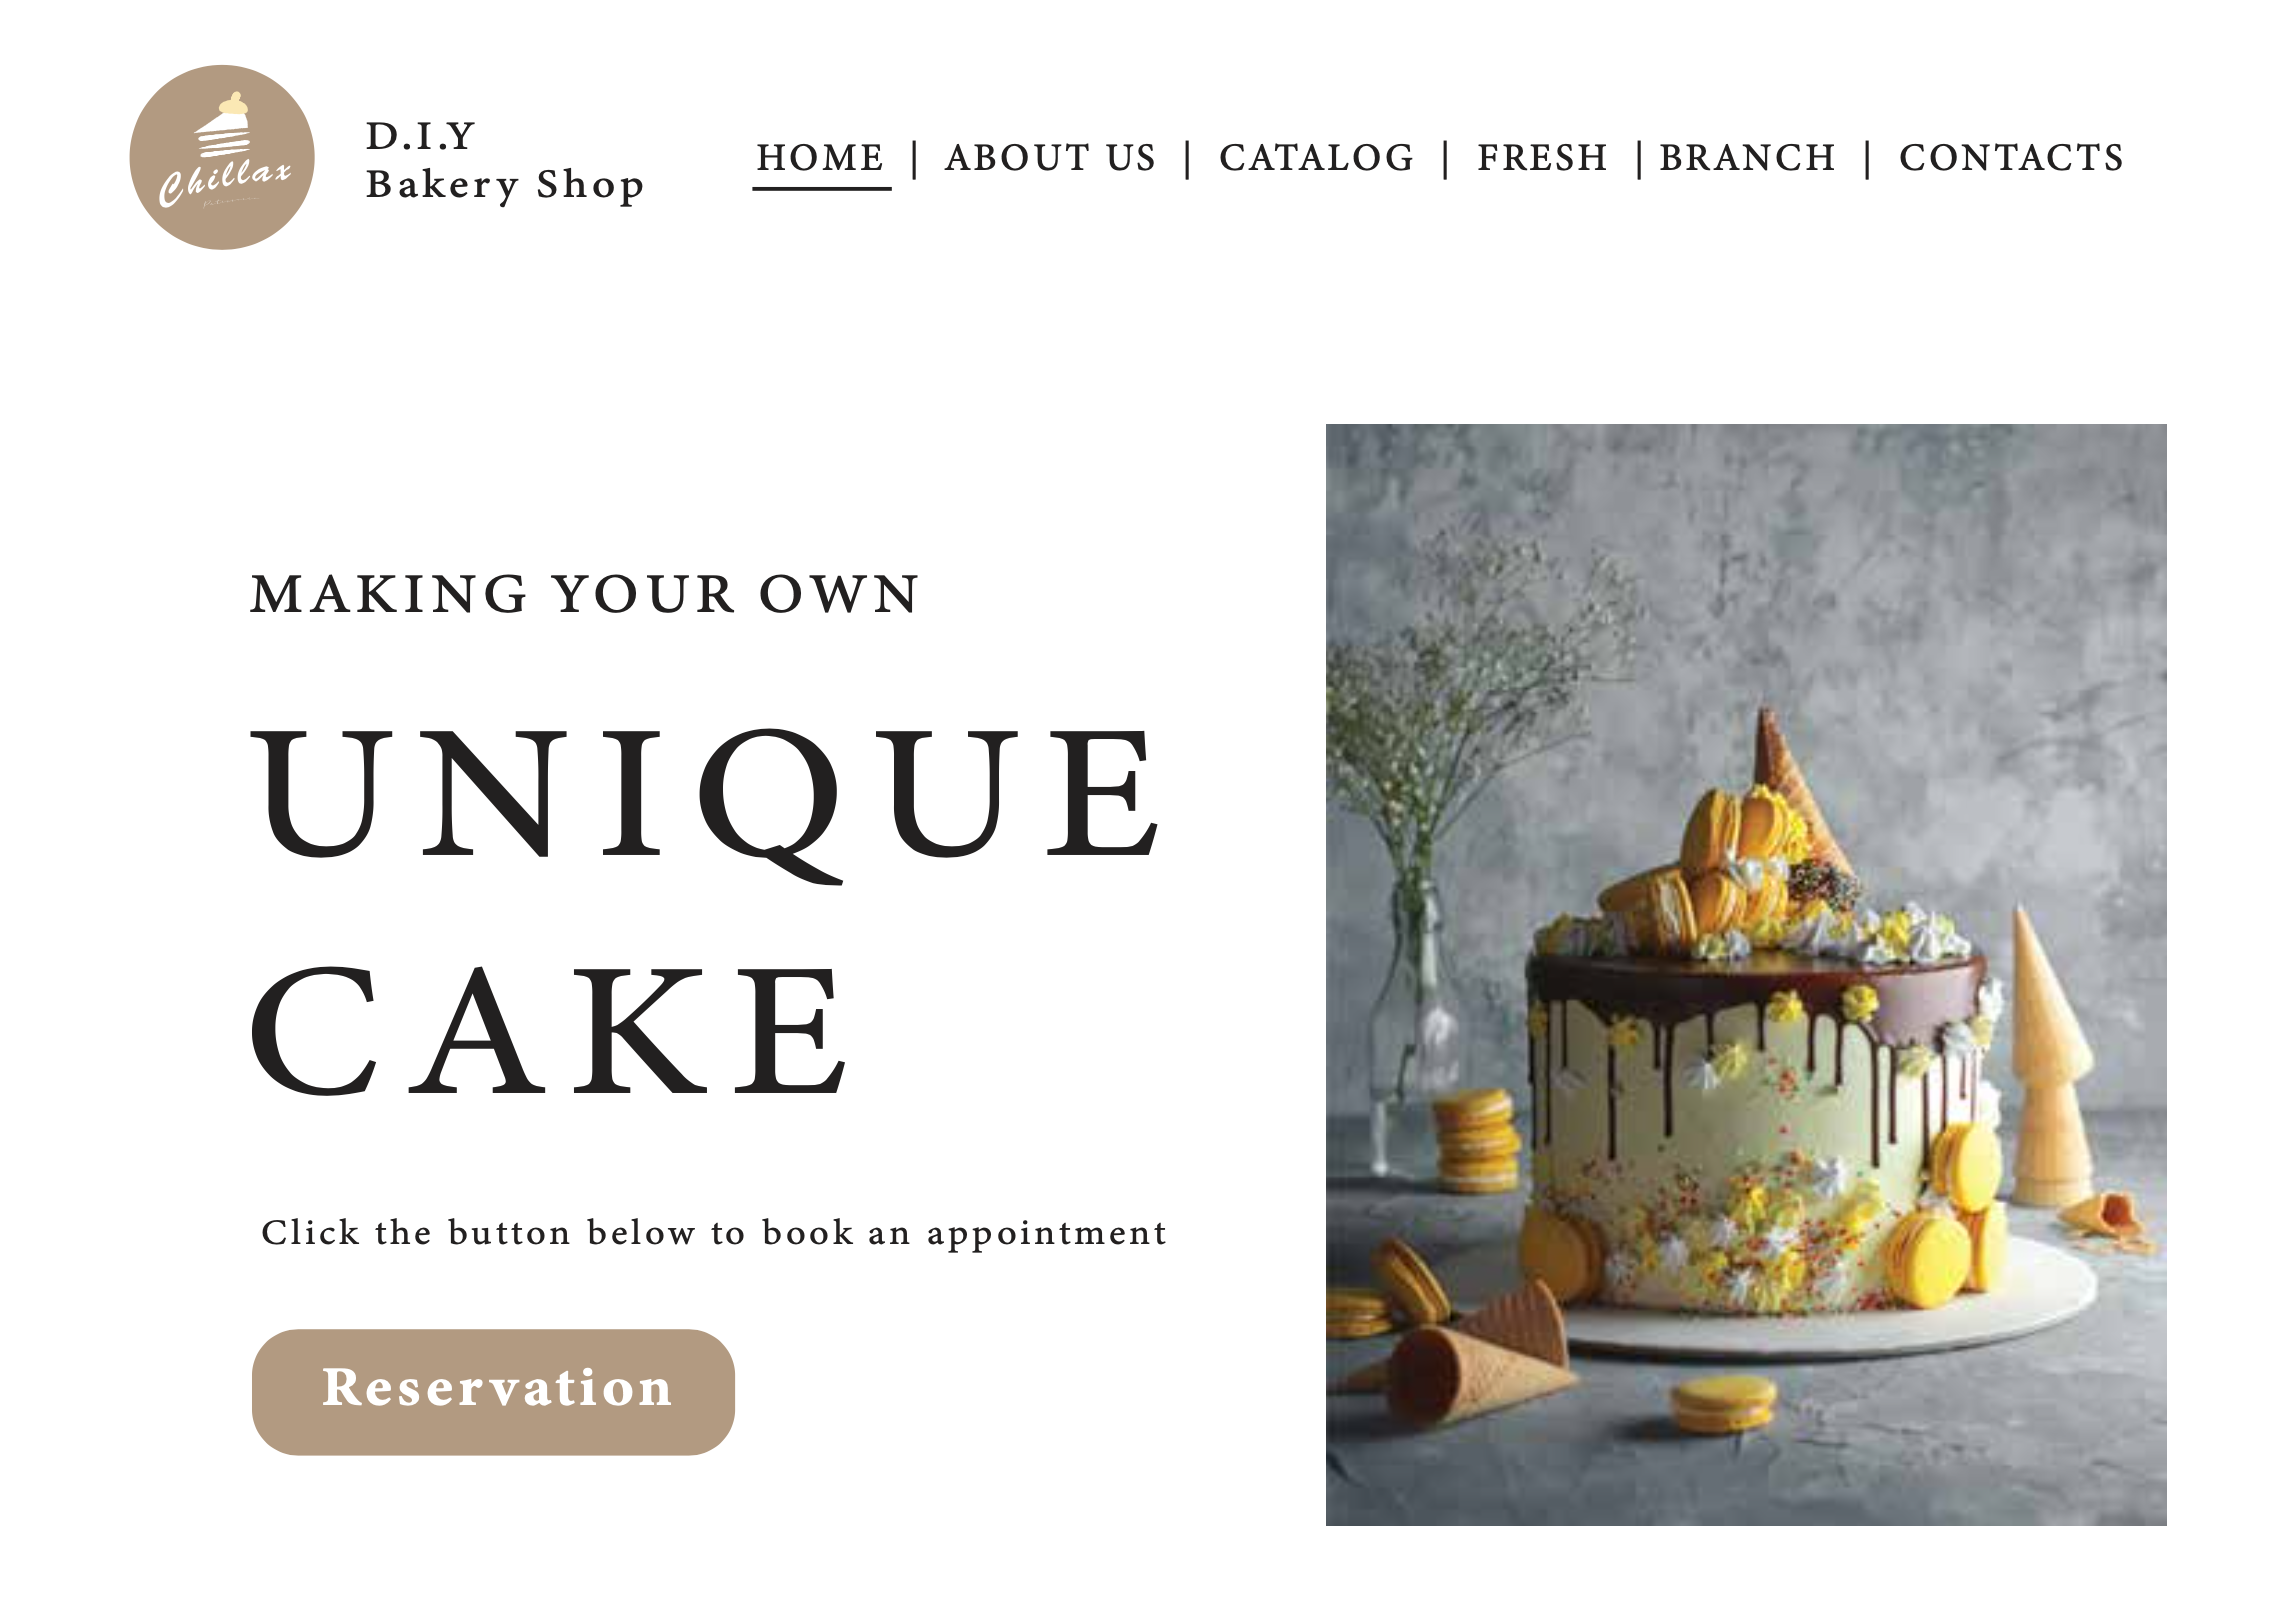 Chillax
D.I.Y
Bakery Shop
HOME | ABOUT US | CATALOG | FRESH | BRANCH | CONTACTS
MAKING YOUR OWN
UNIQUE
CAKE
Click the button below to book an appointment
Reservation